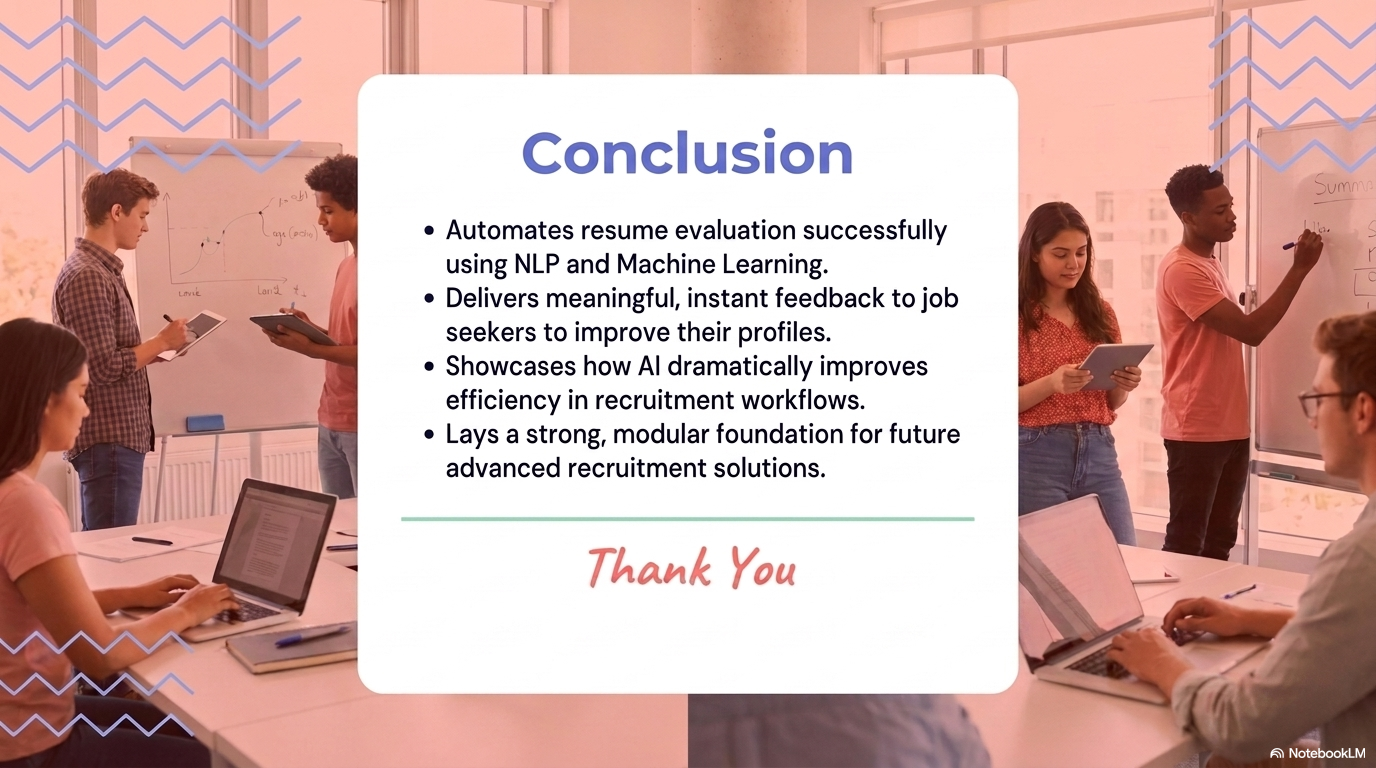 Conclusion
• Automates resume evaluation successfully
using NLP and Machine Learning.
• Delivers meaningful, instant feedback to job
seekers to improve their profiles.
• Showcases how AI dramatically improves
efficiency in recruitment workflows.
• Lays a strong, modular foundation for future
advanced recruitment solutions.
Thank You
NotebookLM